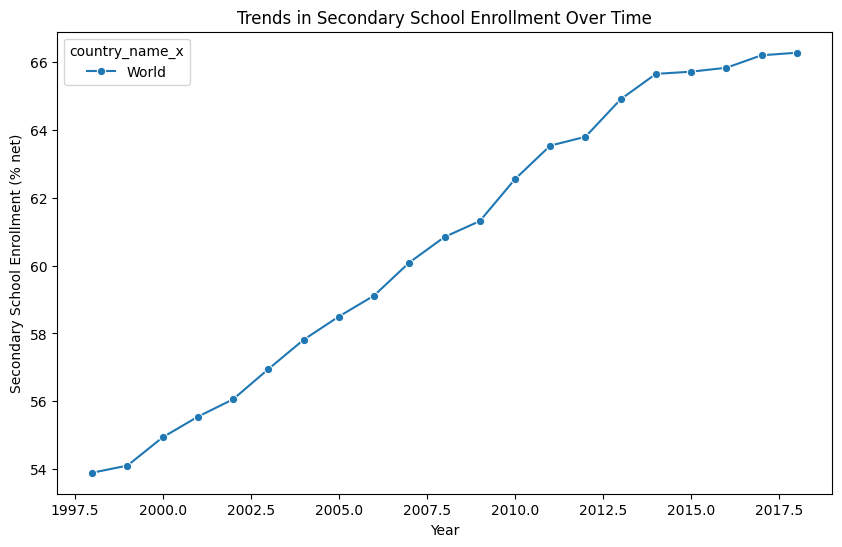 Trends in Secondary School Enrollment Over Time
country_name_x
World
Secondary School Enrollment (% net)
66
64
62
60
58
56
54
1997.5 2000.0 2002.5 2005.0 2007.5 2010.0 2012.5 2015.0 2017.5
Year